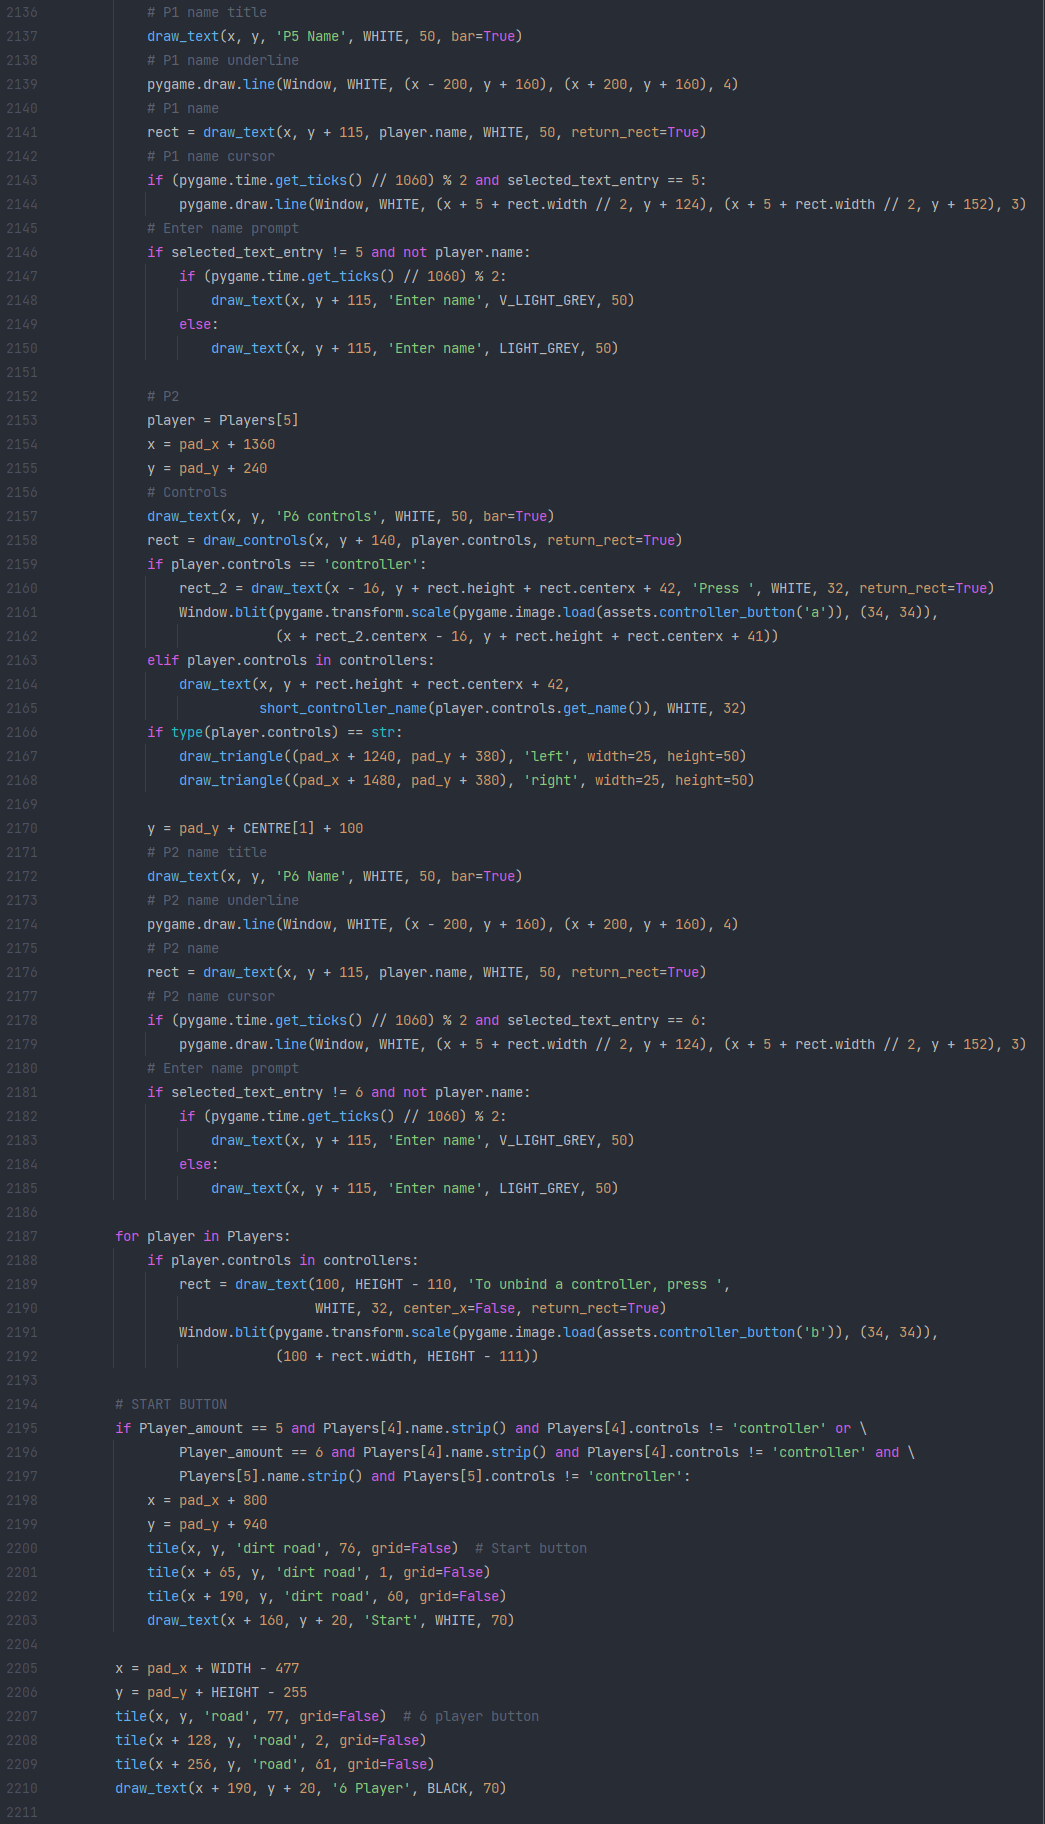 2136 # P1 name title
2137 draw_text(x, y, 'P5 Name', WHITE, 50, bar=True)
2138 # P1 name underline
2139 pygame.draw.line(Window, WHITE, (x - 200, y + 160), (x + 200, y + 160), 4)
2140 # P1 name
2141 rect = draw_text(x, y + 115, player.name, WHITE, 50, return_rect=True)
2142 # P1 name cursor
2143 if (pygame.time.get_ticks() // 1060) % 2 and selected_text_entry == 5:
2144 pygame.draw.line(Window, WHITE, (x + 5 + rect.width // 2, y + 124), (x + 5 + rect.width // 2, y + 152), 3)
2145 # Enter name prompt
2146 if selected_text_entry != 5 and not player.name:
2147 if (pygame.time.get_ticks() // 1060) % 2:
2148 draw_text(x, y + 115, 'Enter name', V_LIGHT_GREY, 50)
2149 else:
2150 draw_text(x, y + 115, 'Enter name', LIGHT_GREY, 50)
2151
2152 # P2
2153 player = Players[5]
2154 x = pad_x + 1360
2155 y = pad_y + 240
2156 # Controls
2157 draw_text(x, y, 'P6 controls', WHITE, 50, bar=True)
2158 rect = draw_controls(x, y + 140, player.controls, return_rect=True)
2159 if player.controls == 'controller':
2160 rect_2 = draw_text(x - 16, y + rect.height + rect.centerx + 42, 'Press ', WHITE, 32, return_rect=True)
2161 Window.blit(pygame.transform.scale(pygame.image.load(assets.controller_button('a')), (34, 34)),
2162 (x + rect_2.centerx - 16, y + rect.height + rect.centerx + 41))
2163 elif player.controls in controllers:
2164 draw_text(x, y + rect.height + rect.centerx + 42,
2165 short_controller_name(player.controls.get_name()), WHITE, 32)
2166 if type(player.controls) == str:
2167 draw_triangle((pad_x + 1240, pad_y + 380), 'left', width=25, height=50)
2168 draw_triangle((pad_x + 1480, pad_y + 380), 'right', width=25, height=50)
2169
2170 y = pad_y + CENTRE[1] + 100
2171 # P2 name title
2172 draw_text(x, y, 'P6 Name', WHITE, 50, bar=True)
2173 # P2 name underline
2174 pygame.draw.line(Window, WHITE, (x - 200, y + 160), (x + 200, y + 160), 4)
2175 # P2 name
2176 rect = draw_text(x, y + 115, player.name, WHITE, 50, return_rect=True)
2177 # P2 name cursor
2178 if (pygame.time.get_ticks() // 1060) % 2 and selected_text_entry == 6:
2179 pygame.draw.line(Window, WHITE, (x + 5 + rect.width // 2, y + 124), (x + 5 + rect.width // 2, y + 152), 3)
2180 # Enter name prompt
2181 if selected_text_entry != 6 and not player.name:
2182 if (pygame.time.get_ticks() // 1060) % 2:
2183 draw_text(x, y + 115, 'Enter name', V_LIGHT_GREY, 50)
2184 else:
2185 draw_text(x, y + 115, 'Enter name', LIGHT_GREY, 50)
2186
2187 for player in Players:
2188 if player.controls in controllers:
2189 rect = draw_text(100, HEIGHT - 110, 'To unbind a controller, press ',
2190 WHITE, 32, center_x=False, return_rect=True)
2191 Window.blit(pygame.transform.scale(pygame.image.load(assets.controller_button('b')), (34, 34)),
2192 (100 + rect.width, HEIGHT - 111))
2193
2194 # START BUTTON
2195 if Player_amount == 5 and Players[4].name.strip() and Players[4].controls != 'controller' or \
2196 Player_amount == 6 and Players[4].name.strip() and Players[4].controls != 'controller' and \
2197 Players[5].name.strip() and Players[5].controls != 'controller':
2198 x = pad_x + 800
2199 y = pad_y + 940
2200 tile(x, y, 'dirt road', 76, grid=False)  # Start button
2201 tile(x + 65, y, 'dirt road', 1, grid=False)
2202 tile(x + 190, y, 'dirt road', 60, grid=False)
2203 draw_text(x + 160, y + 20, 'Start', WHITE, 70)
2204
2205 x = pad_x + WIDTH - 477
2206 y = pad_y + HEIGHT - 255
2207 tile(x, y, 'road', 77, grid=False)  # 6 player button
2208 tile(x + 128, y, 'road', 2, grid=False)
2209 tile(x + 256, y, 'road', 61, grid=False)
2210 draw_text(x + 190, y + 20, '6 Player', BLACK, 70)
2211